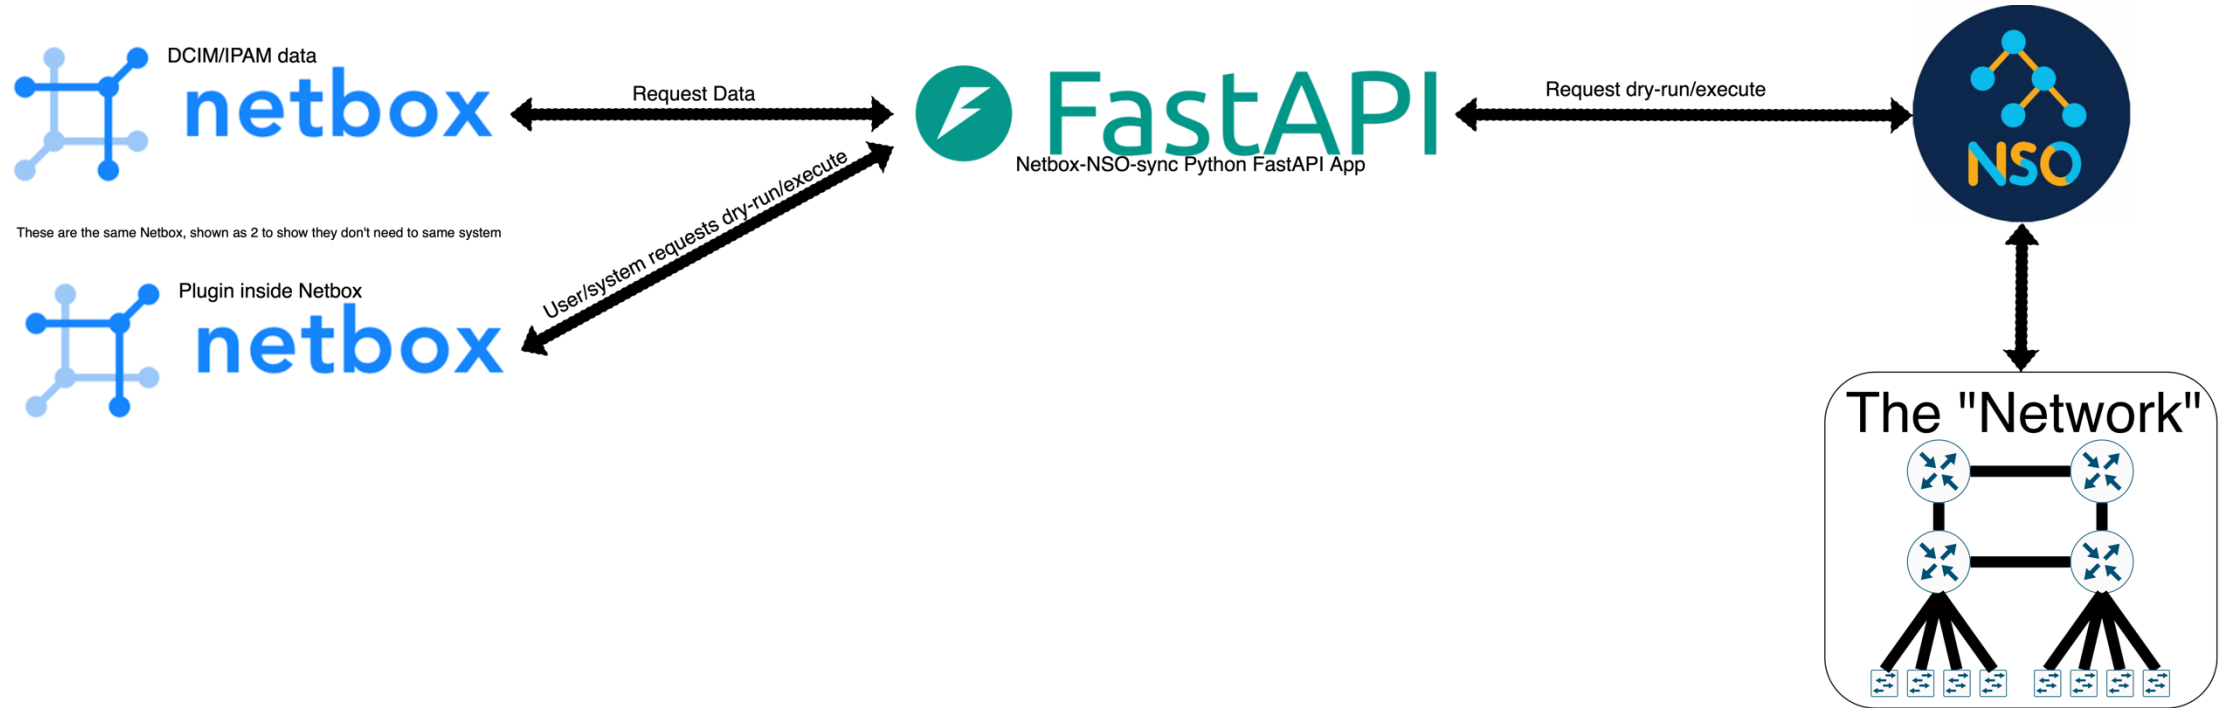 DCIM/IPAM data
netbox
Request Data
FastAPI
Netbox-NSO-sync Python FastAPI App
Request dry-run/execute
NSO
User/system requests dry-run/execute
These are the same Netbox, shown as 2 to show they don't need to same system
Plugin inside Netbox
netbox
The "Network"